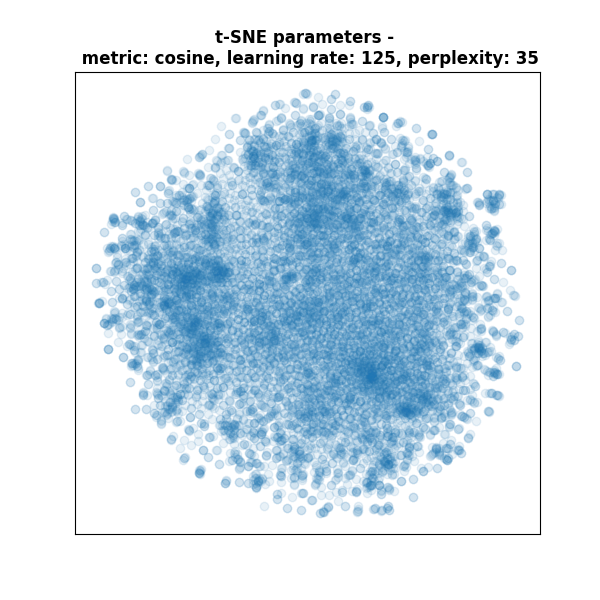 t-SNE parameters -
metric: cosine, learning rate: 125, perplexity: 35